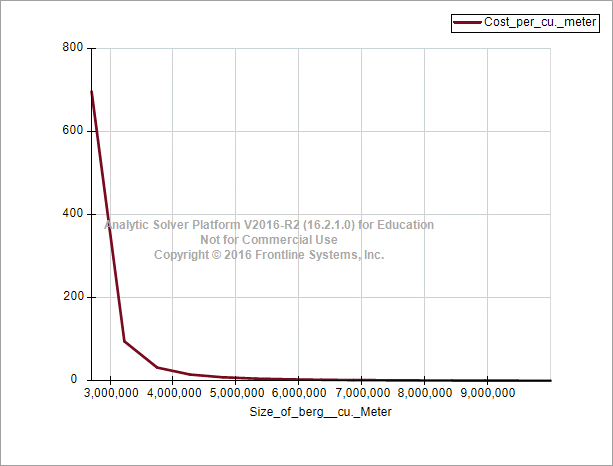 Cost_per_cu._meter
800
600
400
200
0
Analytic Solver Platform V2016-R2 (16.2.1.0) for Education
Not for Commercial Use
Copyright © 2016 Frontline Systems, Inc.
3,000,000 4,000,000 5,000,000 6,000,000 7,000,000 8,000,000 9,000,000
Size_of_berg__cu._Meter